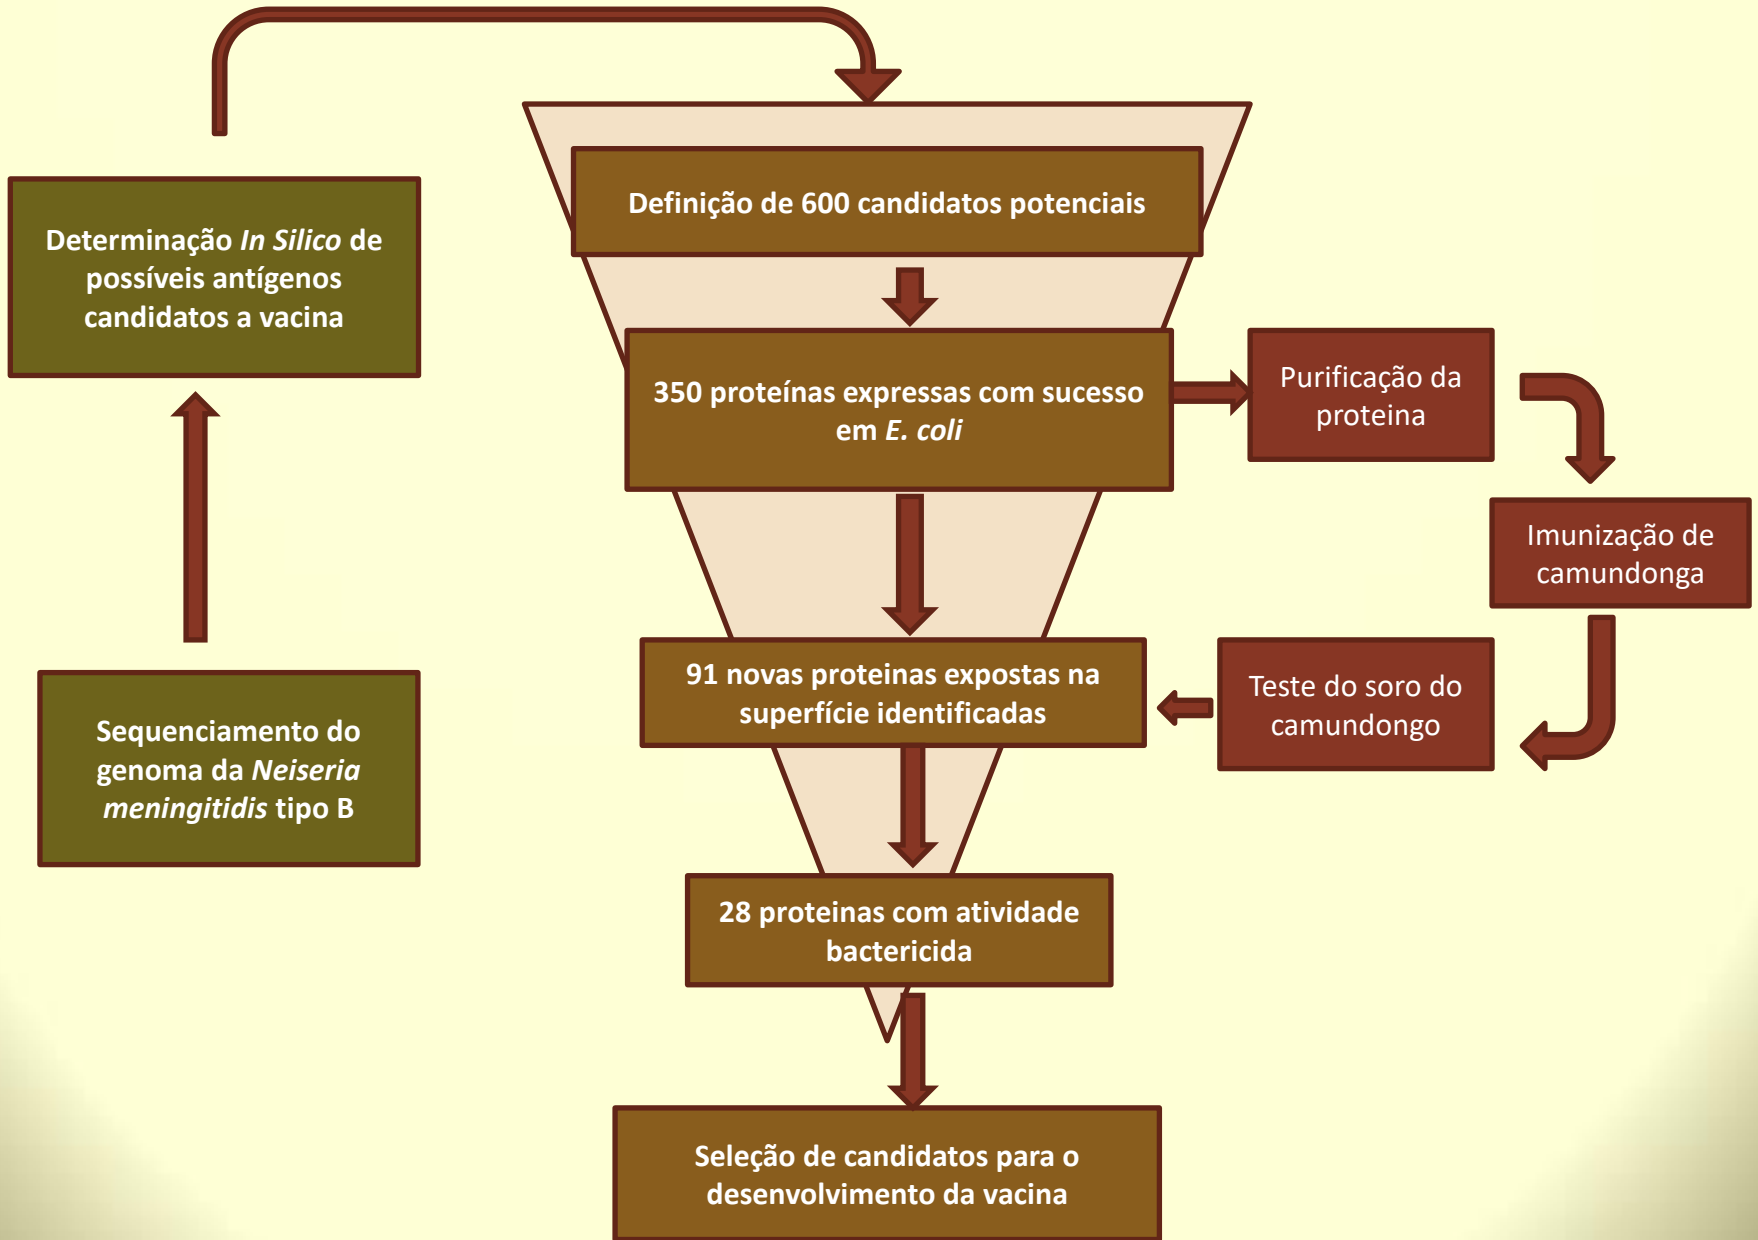 Definição de 600 candidatos potenciais
Determinação In Silico de
possíveis antígenos
candidatos a vacina
350 proteínas expressas com sucesso
em E. coli
Purificação da
proteina
Imunização de
camundonga
91 novas proteinas expostas na
superfície identificadas
Teste do soro do
camundongo
Sequenciamento do
genoma da Neiseria
meningitidis tipo B
28 proteinas com atividade
bactericida
Seleção de candidatos para o
desenvolvimento da vacina